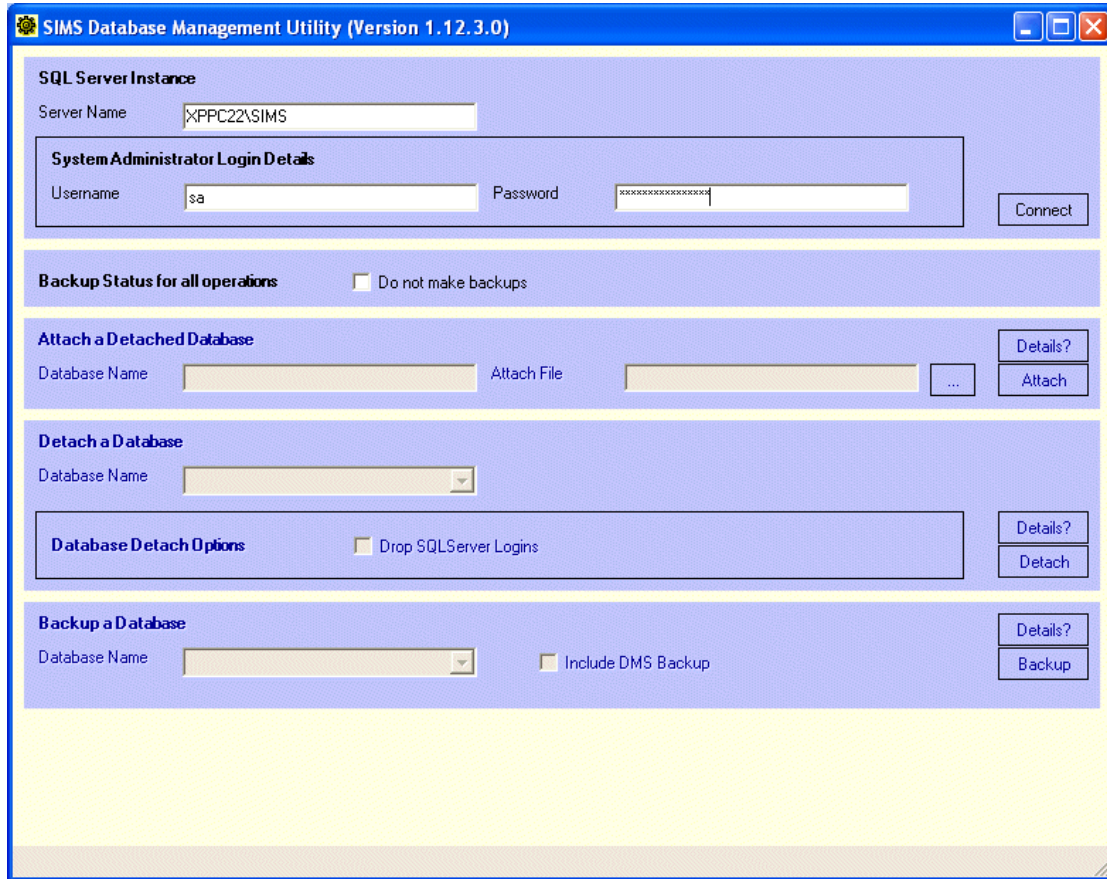 SIMS Database Management Utility (Version 1.12.3.0)
SQL Server Instance
Server Name XPPC22\SIMS
System Administrator Login Details
Username sa Password ****************
Connect
Backup Status for all operations Do not make backups
Attach a Detached Database
Details?
Database Name Attach File ... Attach
Detach a Database
Database Name
Database Detach Options Drop SQLServer Logins
Details?
Detach
Backup a Database
Details?
Database Name Include DMS Backup Backup